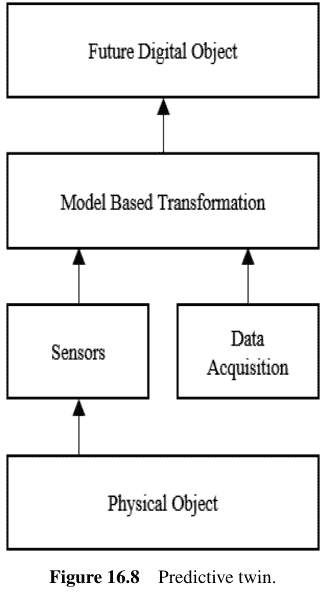 Future Digital Object
Model Based Transformation
Sensors
Data
Acquisition
Physical Object
Figure 16.8 Predictive twin.